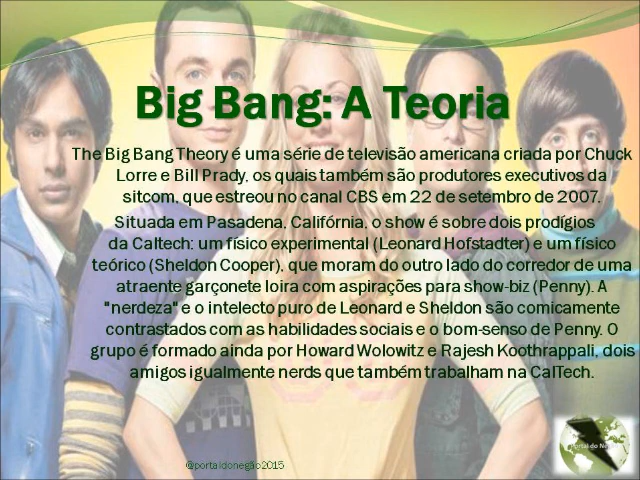 Big Bang: A Teoria
The Big Bang Theory é uma série de televisão americana criada por Chuck
Lorre e Bill Prady, os quais também são produtores executivos da
sitcom, que estreou no canal CBS em 22 de setembro de 2007.
Situada em Pasadena, Califórnia, o show é sobre dois prodígios
da Caltech: um físico experimental (Leonard Hofstadter) e um físico
teórico (Sheldon Cooper), que moram do outro lado do corredor de uma
atraente garçonete loira com aspirações para show-biz (Penny). A
"nerdeza" e o intelecto puro de Leonard e Sheldon são comicamente
contrastados com as habilidades sociais e o bom-senso de Penny. O
grupo é formado ainda por Howard Wolowitz e Rajesh Koothrappali, dois
amigos igualmente nerds que também trabalham na CalTech.
@portaldonegão2015
Portal do